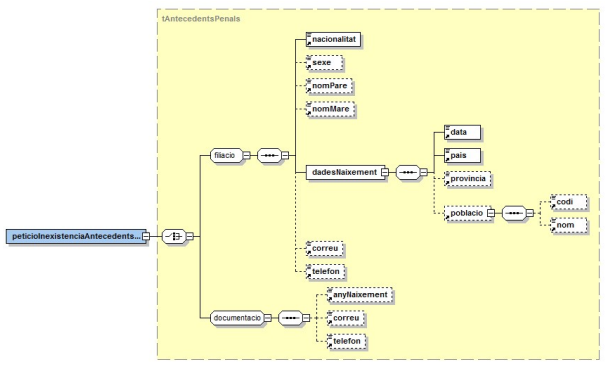 tAntecedentsPenals
nacionalitat
sexe
nomPare
nomMare
data
pais
filiacio
dadesNaixement
provincia
poblacio
codi
nom
peticioInexistenciaAntecedents...
correu
telefon
anyNaixement
documentacio
correu
telefon